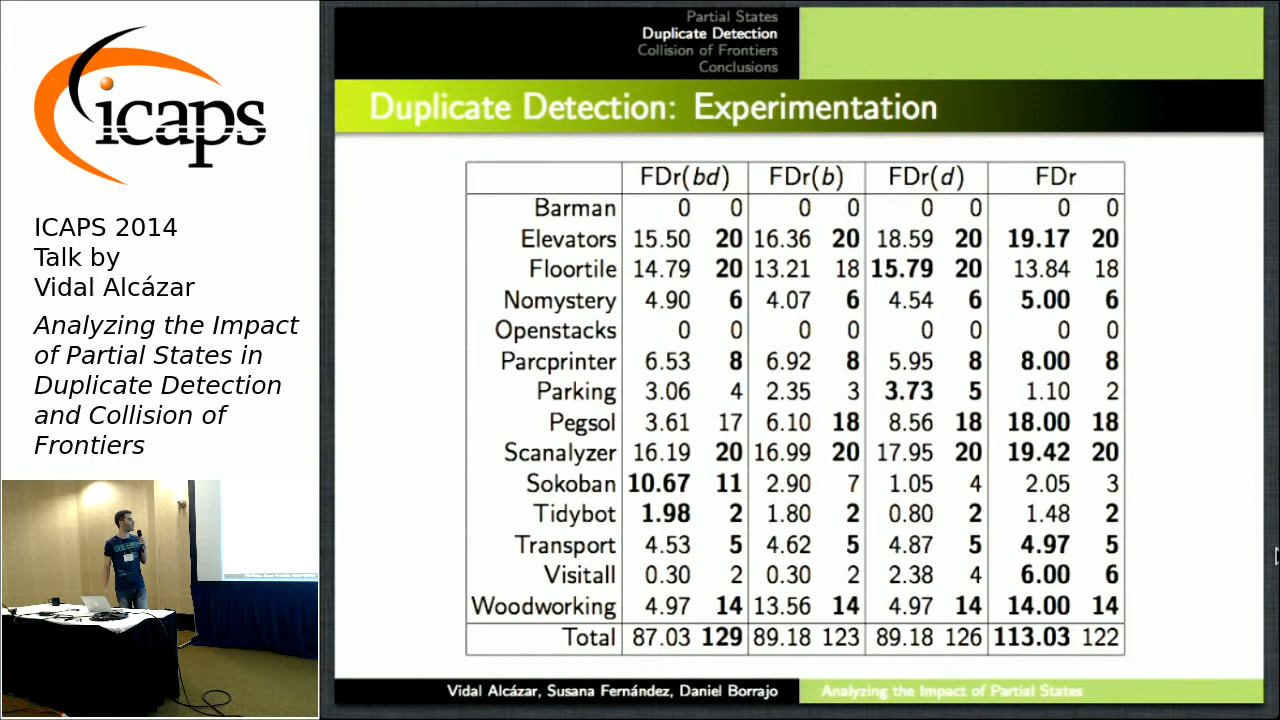 icaps
ICAPS 2014
Talk by
Vidal Alcázar
Analyzing the Impact
of Partial States in
Duplicate Detection
and Collision of
Frontiers
Partial States
Duplicate Detection
Collision of Frontiers
Conclusions
Duplicate Detection: Experimentation
FDr(bd) FDr(b) FDr(d) FDr
Barman 0 0 0 0 0 0 0 0
Elevators 15.50 20 16.36 20 18.59 20 19.17 20
Floortile 14.79 20 13.21 18 15.79 20 13.84 18
Nomystery 4.90 6 4.07 6 4.54 6 5.00 6
Openstacks 0 0 0 0 0 0 0 0
Parcprinter 6.53 8 6.92 8 5.95 8 8.00 8
Parking 3.06 4 2.35 3 3.73 5 1.10 2
Pegsol 3.61 17 6.10 18 8.56 18 18.00 18
Scanalyzer 16.19 20 16.99 20 17.95 20 19.42 20
Sokoban 10.67 11 2.90 7 1.05 4 2.05 3
Tidybot 1.98 2 1.80 2 0.80 2 1.48 2
Transport 4.53 5 4.62 5 4.87 5 4.97 5
Visitall 0.30 2 0.30 2 2.38 4 6.00 6
Woodworking 4.97 14 13.56 14 4.97 14 14.00 14
Total 87.03 129 89.18 123 89.18 126 113.03 122
Vidal Alcázar, Susana Fernández, Daniel Borrajo Analyzing the Impact of Partial States